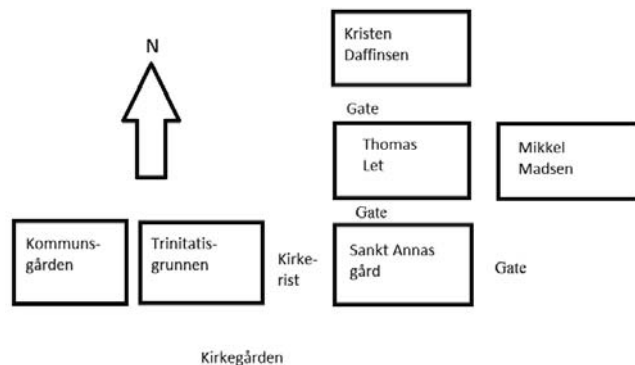 N
Kristen
Daffinsen
Gate
Thomas
Let
Mikkel
Madsen
Gate
Kommuns-
gården
Trinitatis-
grunnen
Kirke-
rist
Sankt Annas
gård
Gate
Kirkegården